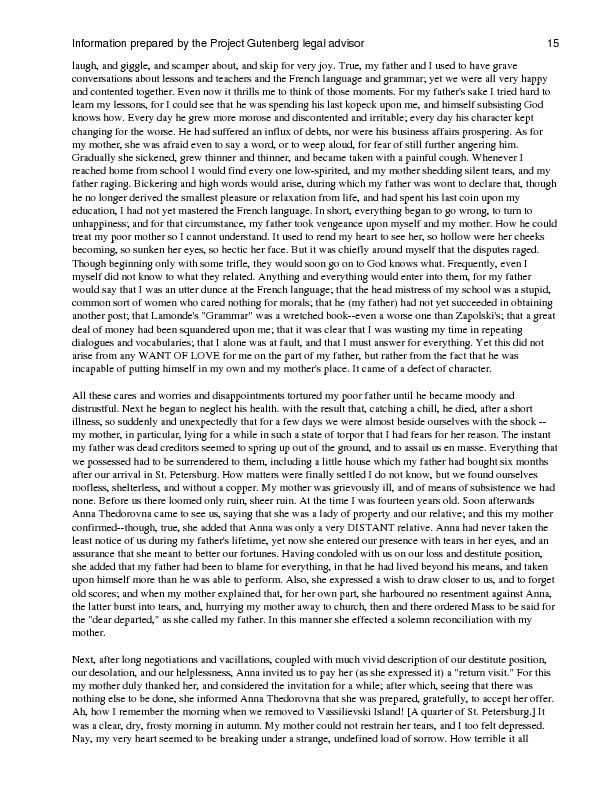 Information prepared by the Project Gutenberg legal advisor 15
laugh, and giggle, and scamper about, and skip for very joy. True, my father and I used to have grave
conversations about lessons and teachers and the French language and grammar; yet we were all very happy
and contented together. Even now it thrills me to think of those moments. For my father's sake I tried hard to
learn my lessons, for I could see that he was spending his last kopeck upon me, and himself subsisting God
knows how. Every day he grew more morose and discontented and irritable; every day his character kept
changing for the worse. He had suffered an influx of debts, nor were his business affairs prospering. As for
my mother, she was afraid even to say a word, or to weep aloud, for fear of still further angering him.
Gradually she sickened, grew thinner and thinner, and became taken with a painful cough. Whenever I
reached home from school I would find every one low-spirited, and my mother shedding silent tears, and my
father raging. Bickering and high words would arise, during which my father was wont to declare that, though
he no longer derived the smallest pleasure or relaxation from life, and had spent his last coin upon my
education, I had not yet mastered the French language. In short, everything began to go wrong, to turn to
unhappiness; and for that circumstance, my father took vengeance upon myself and my mother. How he could
treat my poor mother so I cannot understand. It used to rend my heart to see her, so hollow were her cheeks
becoming, so sunken her eyes, so hectic her face. But it was chiefly around myself that the disputes raged.
Though beginning only with some trifle, they would soon go on to God knows what. Frequently, even I
myself did not know to what they related. Anything and everything would enter into them, for my father
would say that I was an utter dunce at the French language; that the head mistress of my school was a stupid,
common sort of women who cared nothing for morals; that he (my father) had not yet succeeded in obtaining
another post; that Lamonde's "Grammar" was a wretched book--even a worse one than Zapolski's; that a great
deal of money had been squandered upon me; that it was clear that I was wasting my time in repeating
dialogues and vocabularies; that I alone was at fault, and that I must answer for everything. Yet this did not
arise from any WANT OF LOVE for me on the part of my father, but rather from the fact that he was
incapable of putting himself in my own and my mother's place. It came of a defect of character.
All these cares and worries and disappointments tortured my poor father until he became moody and
distrustful. Next he began to neglect his health. with the result that, catching a chill, he died, after a short
illness, so suddenly and unexpectedly that for a few days we were almost beside ourselves with the shock --
my mother, in particular, lying for a while in such a state of torpor that I had fears for her reason. The instant
my father was dead creditors seemed to spring up out of the ground, and to assail us en masse. Everything that
we possessed had to be surrendered to them, including a little house which my father had bought six months
after our arrival in St. Petersburg. How matters were finally settled I do not know, but we found ourselves
roofless, shelterless, and without a copper. My mother was grievously ill, and of means of subsistence we had
none. Before us there loomed only ruin, sheer ruin. At the time I was fourteen years old. Soon afterwards
Anna Thedorovna came to see us, saying that she was a lady of property and our relative; and this my mother
confirmed--though, true, she added that Anna was only a very DISTANT relative. Anna had never taken the
least notice of us during my father's lifetime, yet now she entered our presence with tears in her eyes, and an
assurance that she meant to better our fortunes. Having condoled with us on our loss and destitute position,
she added that my father had been to blame for everything, in that he had lived beyond his means, and taken
upon himself more than he was able to perform. Also, she expressed a wish to draw closer to us, and to forget
old scores; and when my mother explained that, for her own part, she harboured no resentment against Anna,
the latter burst into tears, and, hurrying my mother away to church, then and there ordered Mass to be said for
the "dear departed," as she called my father. In this manner she effected a solemn reconciliation with my
mother.
Next, after long negotiations and vacillations, coupled with much vivid description of our destitute position,
our desolation, and our helplessness, Anna invited us to pay her (as she expressed it) a "return visit." For this
my mother duly thanked her, and considered the invitation for a while; after which, seeing that there was
nothing else to be done, she informed Anna Thedorovna that she was prepared, gratefully, to accept her offer.
Ah, how I remember the morning when we removed to Vassilievski Island! [A quarter of St. Petersburg.] It
was a clear, dry, frosty morning in autumn. My mother could not restrain her tears, and I too felt depressed.
Nay, my very heart seemed to be breaking under a strange, undefined load of sorrow. How terrible it all